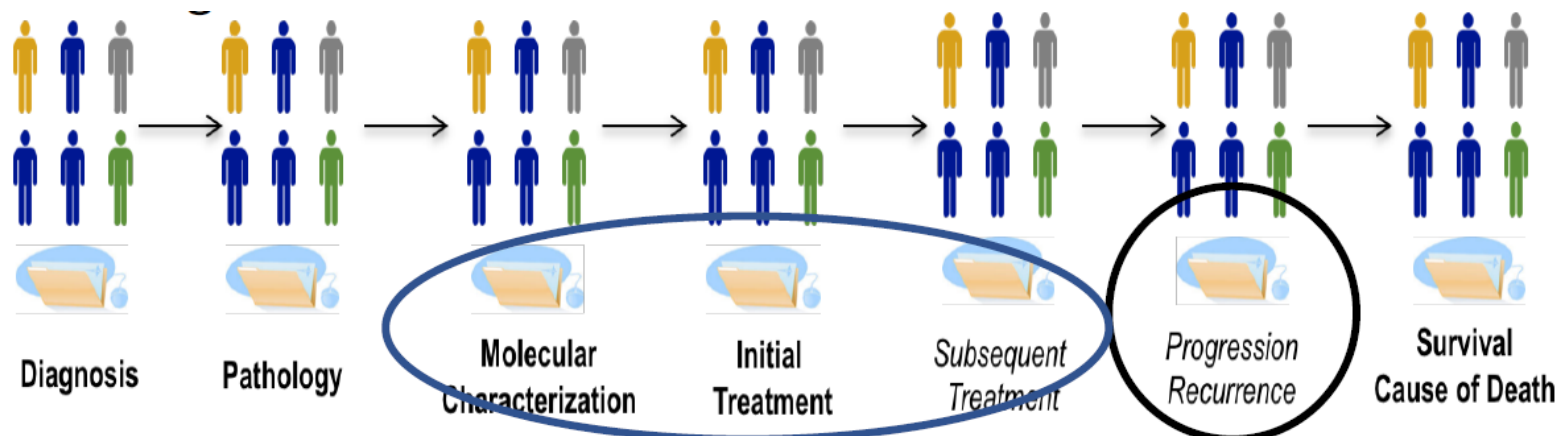 Diagnosis
Pathology
Molecular
Characterization
Initial
Treatment
Subsequent
Treatment
Progression
Recurrence
Survival
Cause of Death